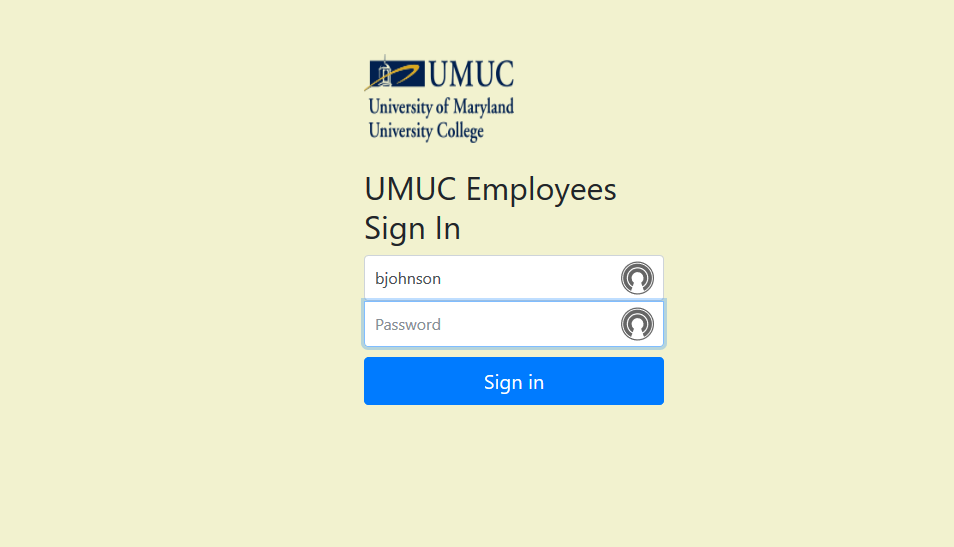 UMUC
University of Maryland
University College
UMUC Employees
Sign In
bjohnson
Password
Sign in